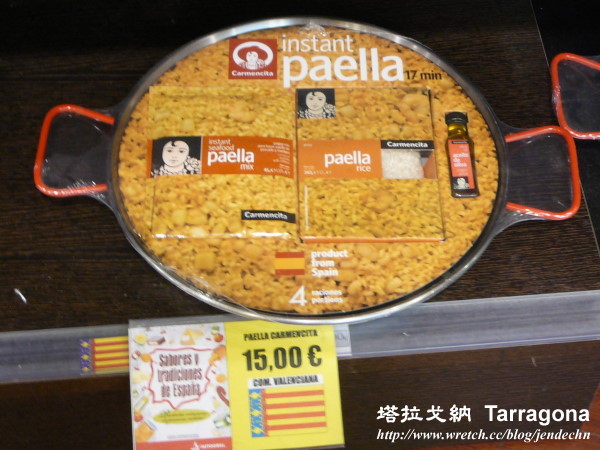 instant
paella
17 min
Carmencita
instant
seafood
paella
mix
Carmencita
Carmencita
paella
rice
product
from
Spain
4 raciones
portions
PAELLA CARMENCITA
15,00 €
COM. VALENCIANA
Sabores y
tradiciones
de España
塔拉戈納 Tarragona
http://www.wretch.cc/blog/jendechn